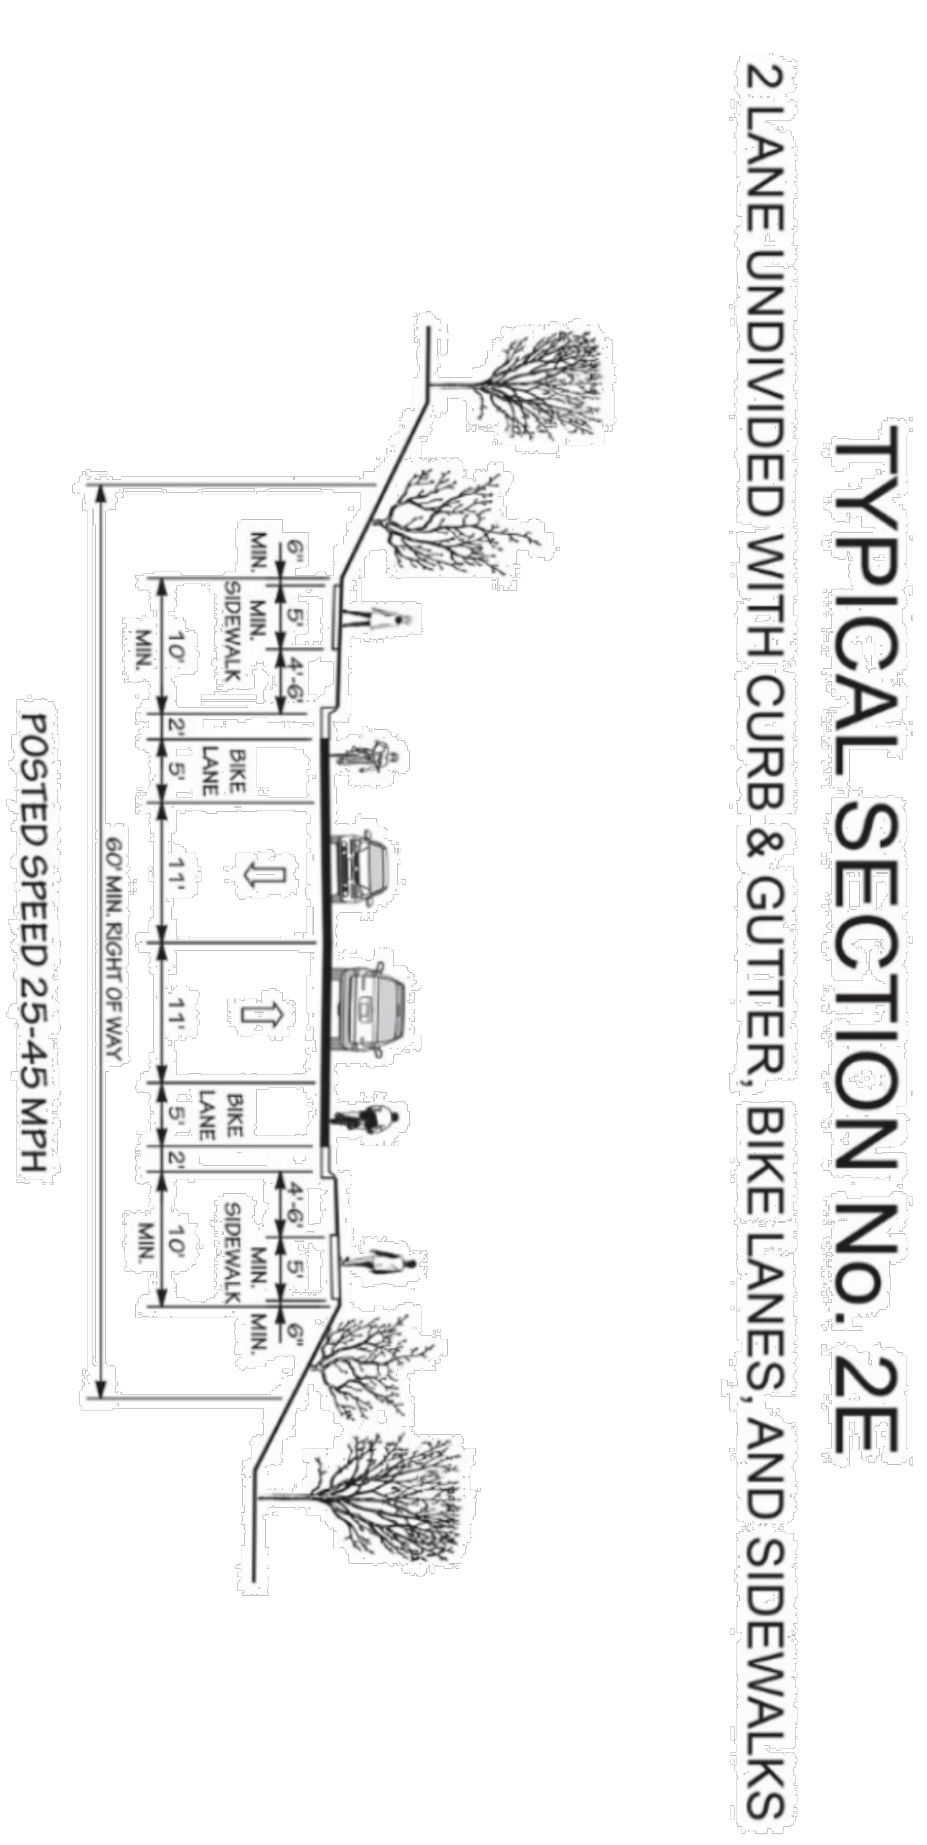 TYPICAL SECTION No. 2E
2 LANE UNDIVIDED WITH CURB & GUTTER, BIKE LANES, AND SIDEWALKS
6" 5' 4'-6" 4'-6" 5' 6"
MIN. MIN. MIN. MIN.
SIDEWALK BIKE LANE BIKE LANE SIDEWALK
10' 2' 5' 11' 11' 5' 2' 10'
MIN. MIN.
60' MIN. RIGHT OF WAY
POSTED SPEED 25-45 MPH